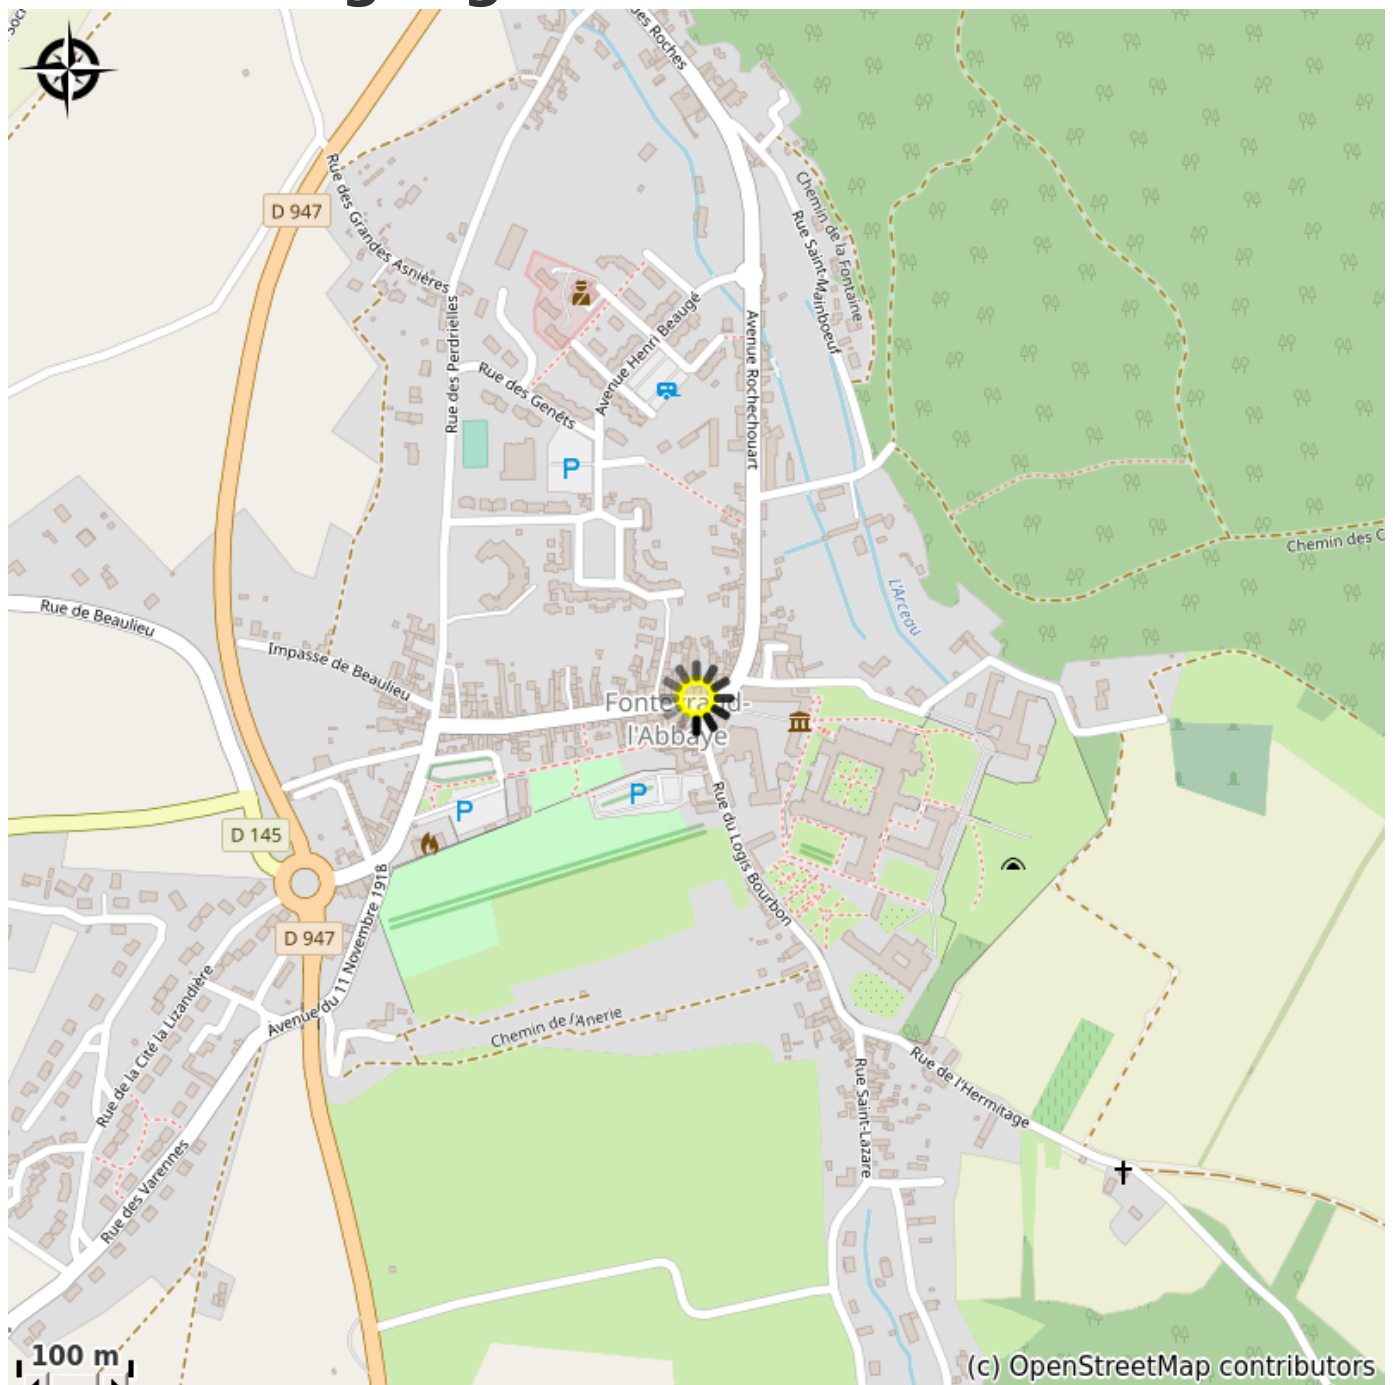 des Roches
D 947
Rue des Grandes Asnières
Chemin de la Fontaine
Rue Saint-Mainboeuf
Rue des Perdrielles
Avenue Henri Beaugé
Avenue Rochechouart
Rue des Genêts
P
Chemin des C
L'Arceau
Rue de Beaulieu
Impasse de Beaulieu
Fontevraud-
l'Abbaye
P
P
D 145
Rue du Logis Bourbon
D 947
Avenue du 11 Novembre 1918
Rue de la Cité la Lizandière
Chemin de l'Anerie
Rue de l'Hermitage
Rue Saint-Lazare
Rue des Varennes
100 m
(c) OpenStreetMap contributors